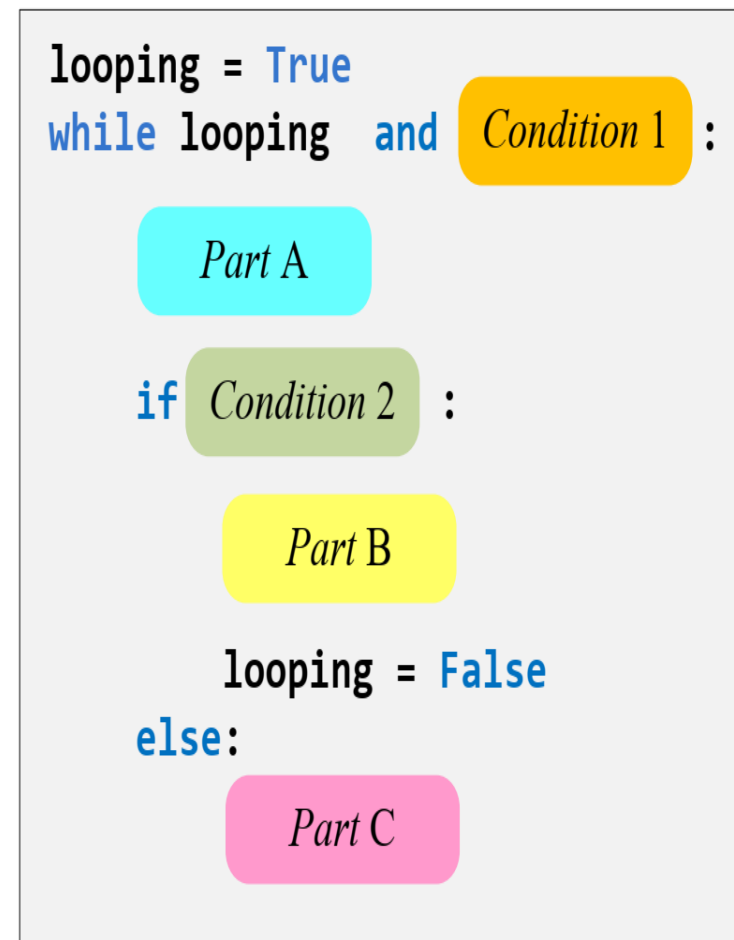 looping = True
while looping and Condition 1 :
Part A
if Condition 2 :
Part B
looping = False
else:
Part C